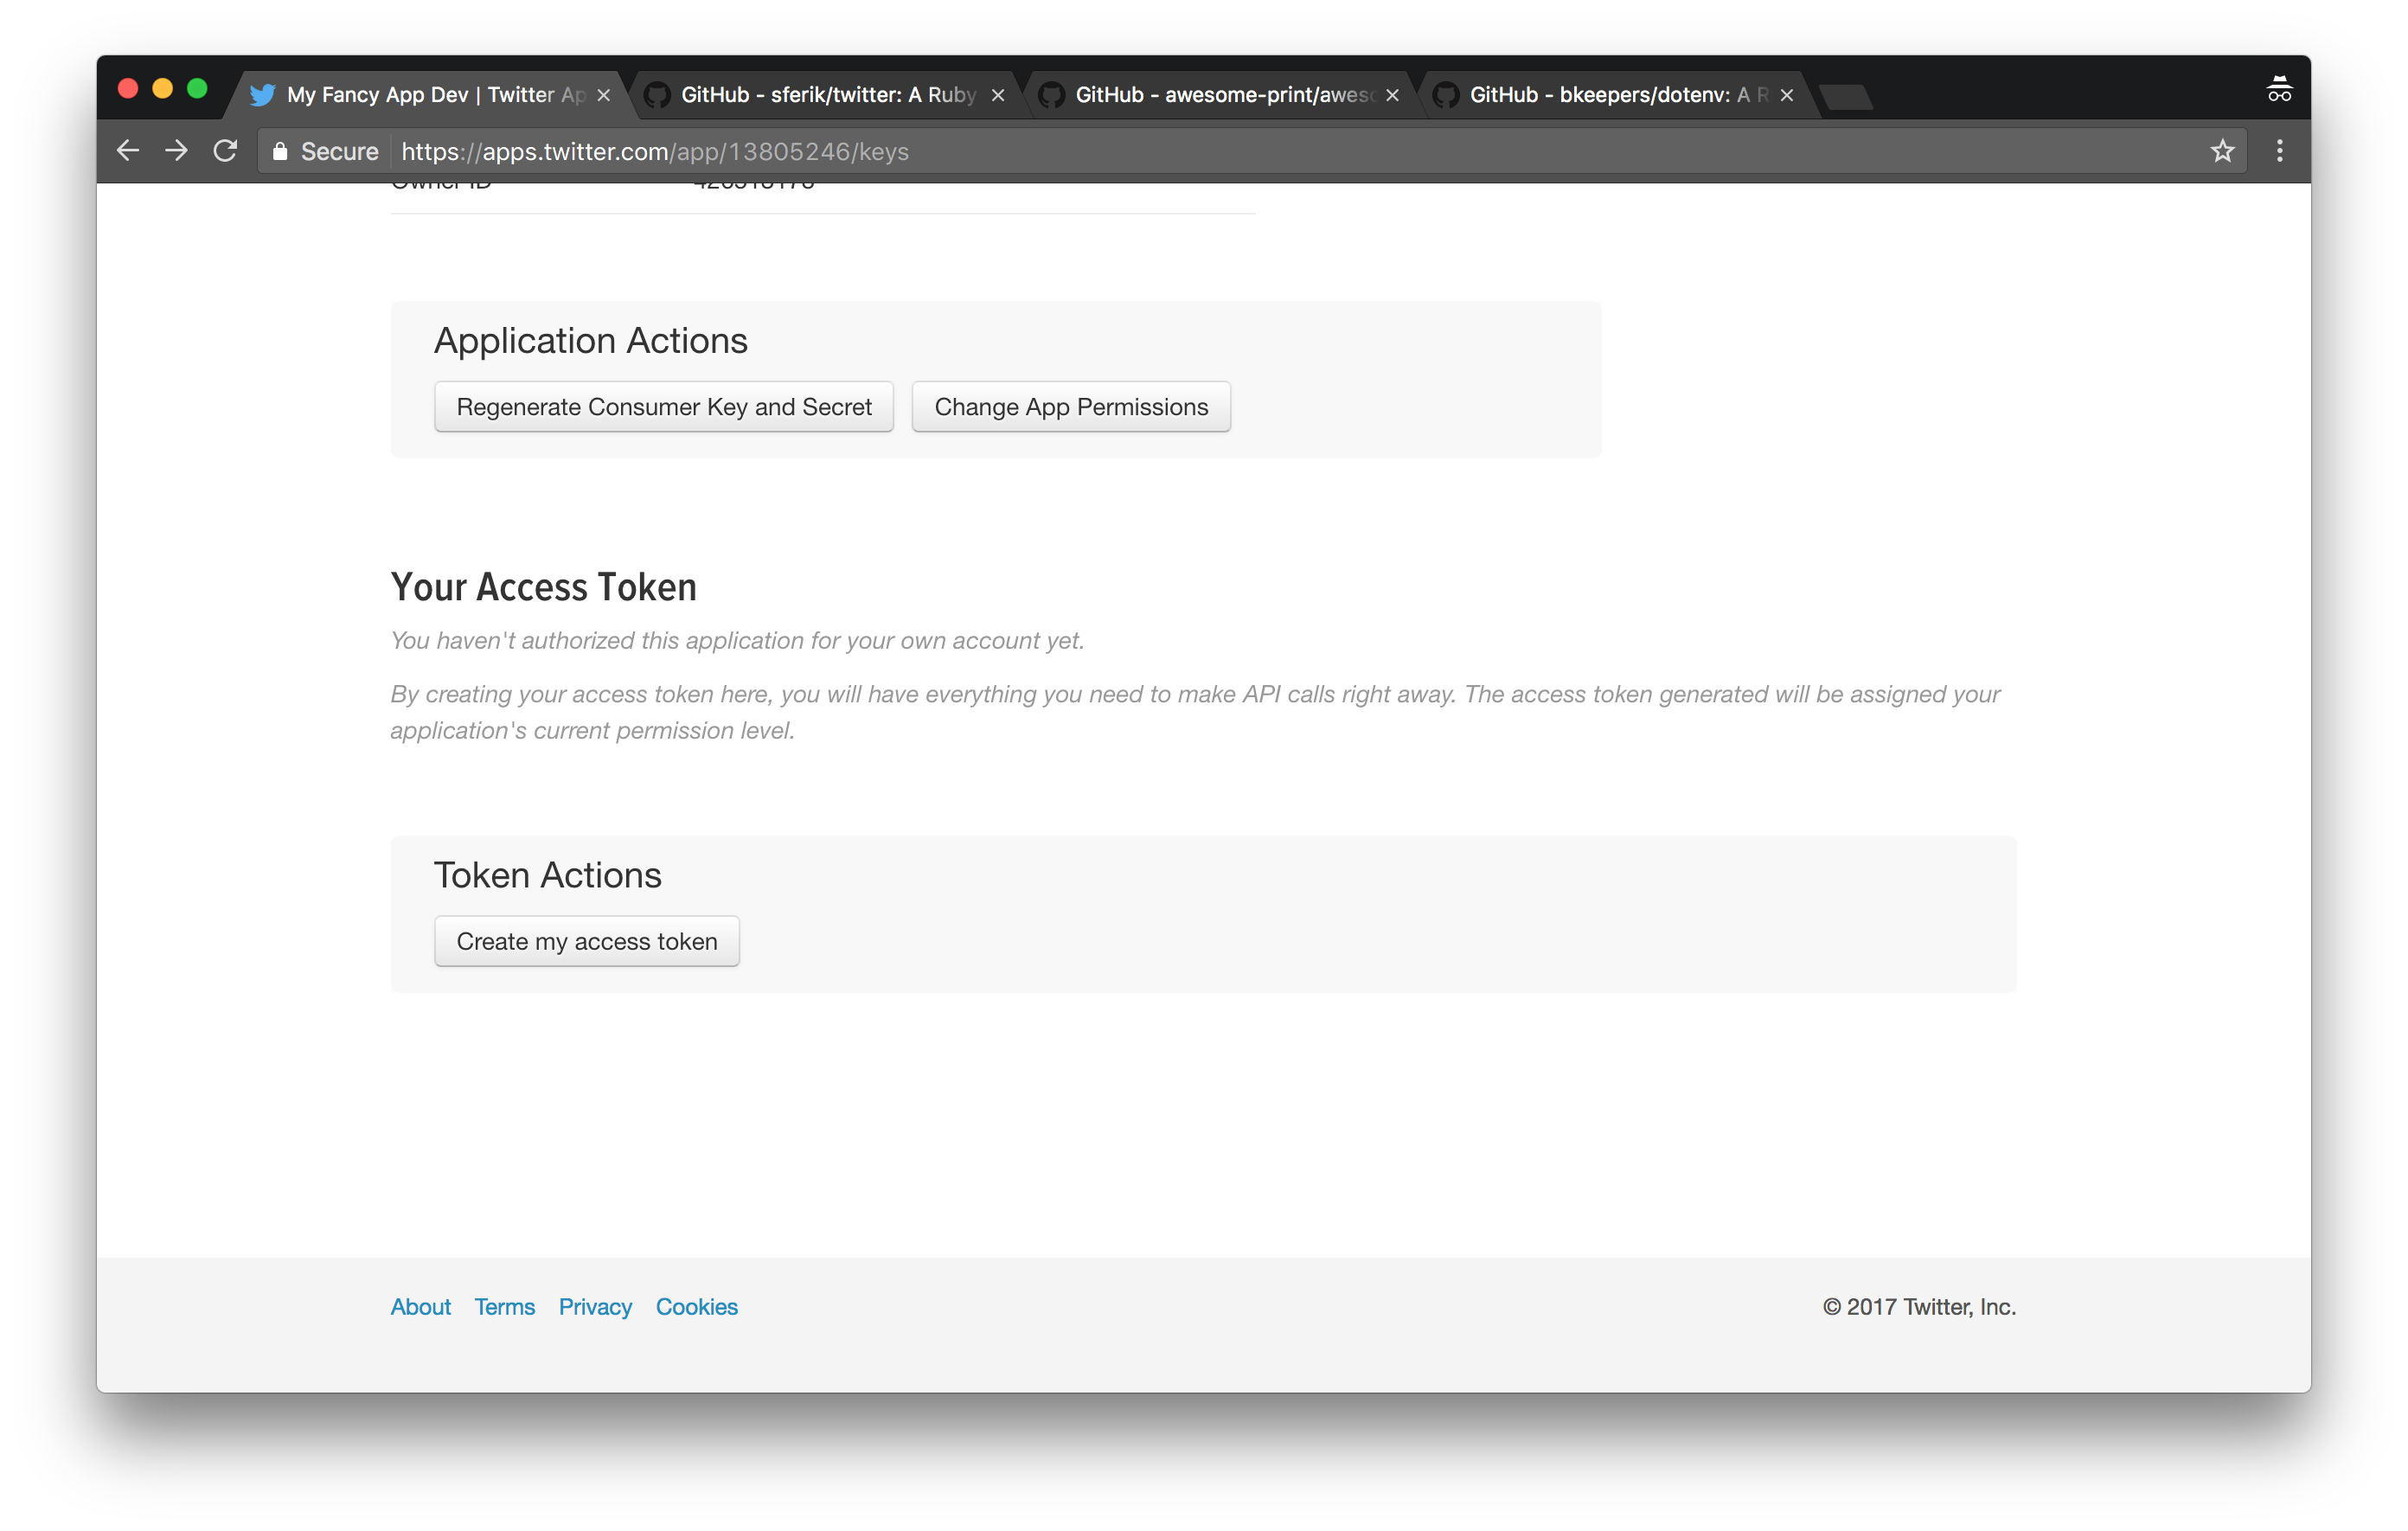 My Fancy App Dev | Twitter Ap
GitHub - sferik/twitter: A Ruby
GitHub - awesome-print/aweso
GitHub - bkeepers/dotenv: A R
Secure https://apps.twitter.com/app/13805246/keys
Owner ID
Application Actions
Regenerate Consumer Key and Secret Change App Permissions
Your Access Token
You haven't authorized this application for your own account yet.
By creating your access token here, you will have everything you need to make API calls right away. The access token generated will be assigned your
application's current permission level.
Token Actions
Create my access token
About Terms Privacy Cookies © 2017 Twitter, Inc.